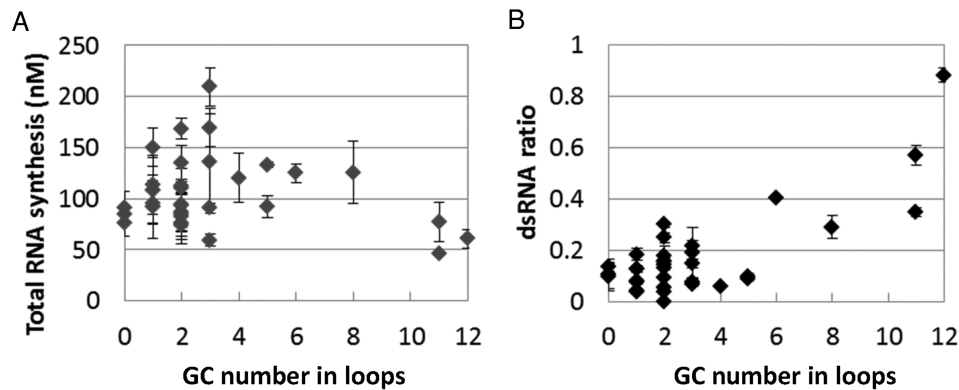 A
Total RNA synthesis (nM)
250
200
150
100
50
0
0 2 4 6 8 10 12
GC number in loops
B
dsRNA ratio
1
0.8
0.6
0.4
0.2
0
0 2 4 6 8 10 12
GC number in loops